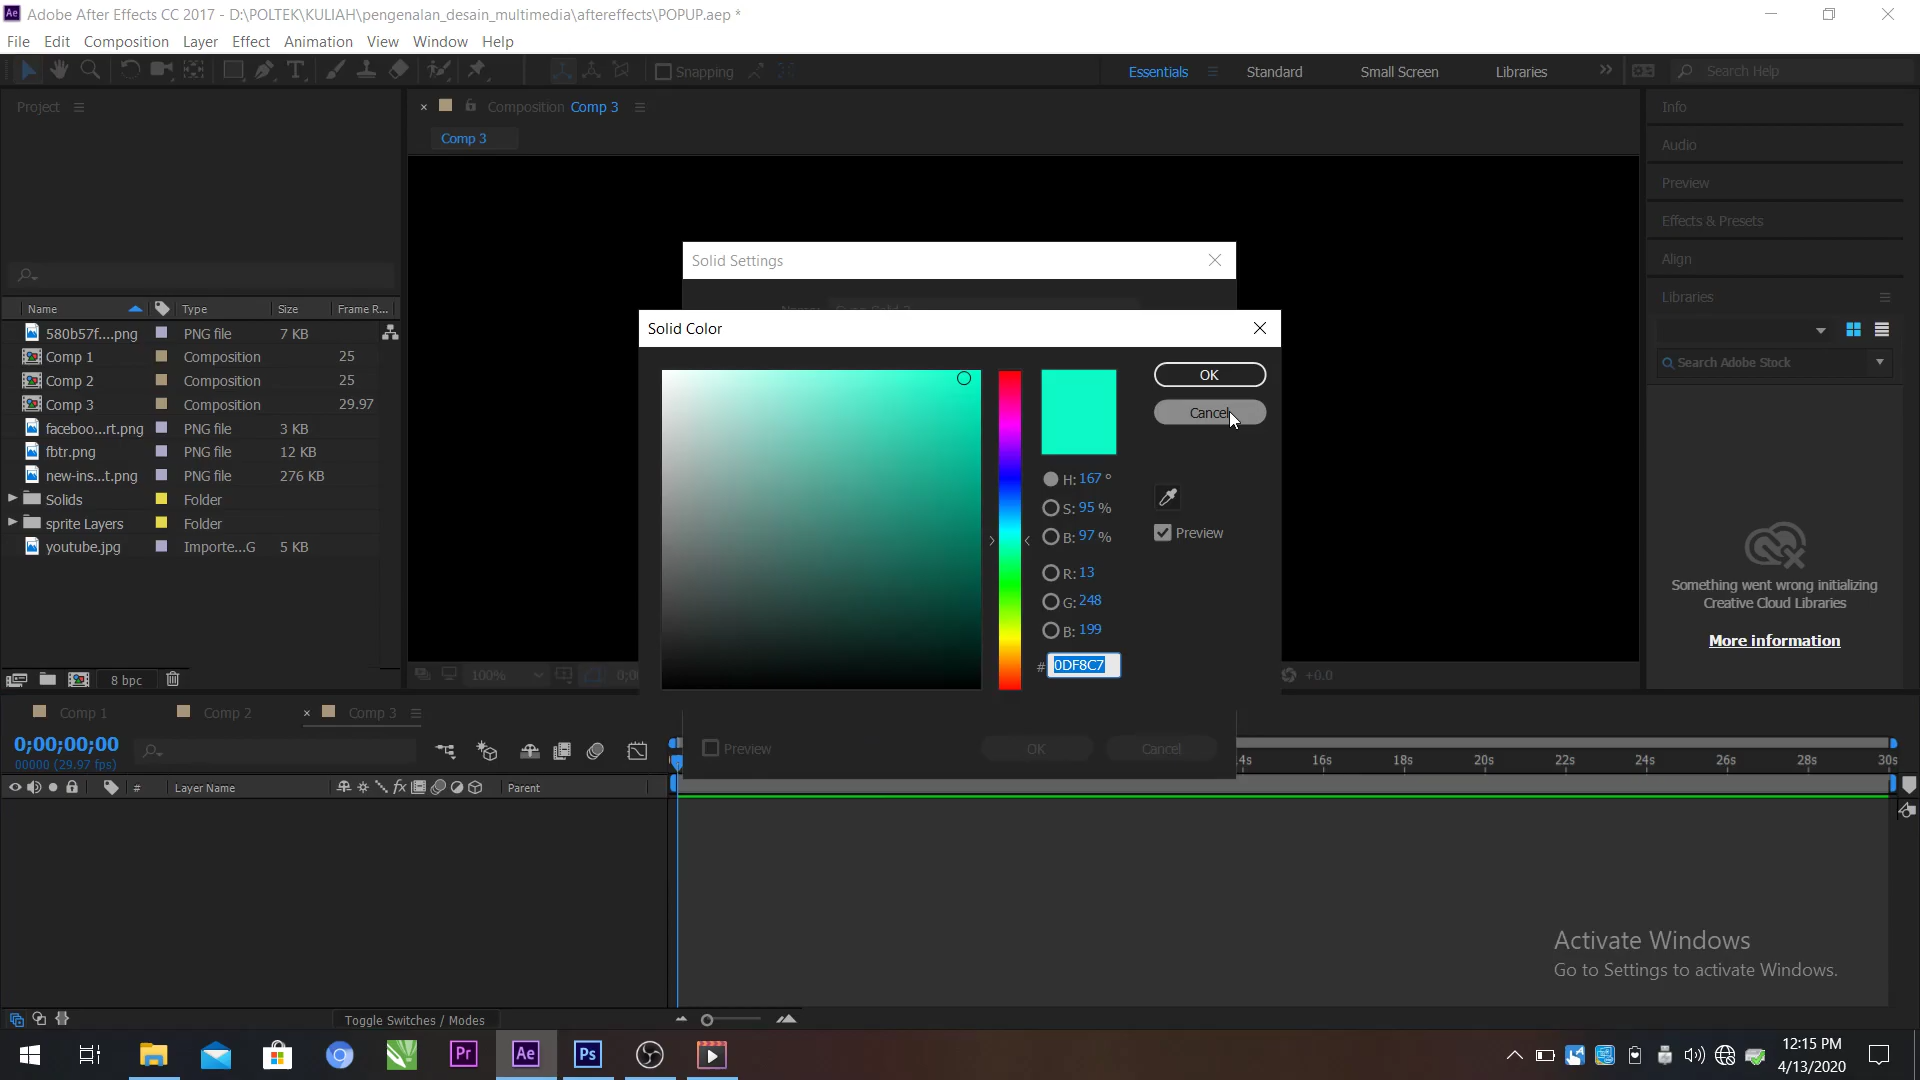 Adobe After Effects CC 2017 - D:\POLTEK\KULIAH\pengenalan_desain_multimedia\aftereffects\POPUP.aep *
File Edit Composition Layer Effect Animation View Window Help
Snapping
Essentials Standard Small Screen Libraries Search Help
Project
Composition Comp 3
Comp 3
Info
Audio
Preview
Effects & Presets
Align
Libraries
Search Adobe Stock
Something went wrong initializing
Creative Cloud Libraries
More information
Name Type Size Frame R...
580b57f....png PNG file 7 KB
Comp 1 Composition 25
Comp 2 Composition 25
Comp 3 Composition 29.97
faceboo...rt.png PNG file 3 KB
fbtr.png PNG file 12 KB
new-ins...t.png PNG file 276 KB
Solids Folder
sprite Layers Folder
youtube.jpg Importe...G 5 KB
8 bpc
Solid Settings
Solid Color
OK
Cancel
H: 167 °
S: 95 %
B: 97 %
Preview
R: 13
G: 248
B: 199
# 0DF8C7
100%
+0.0
Preview OK Cancel
Comp 1 Comp 2 Comp 3
0;00;00;00
00000 (29.97 fps)
# Layer Name Parent
16s 18s 20s 22s 24s 26s 28s 30s
Toggle Switches / Modes
Activate Windows
Go to Settings to activate Windows.
Pr Ae Ps
12:15 PM
4/13/2020